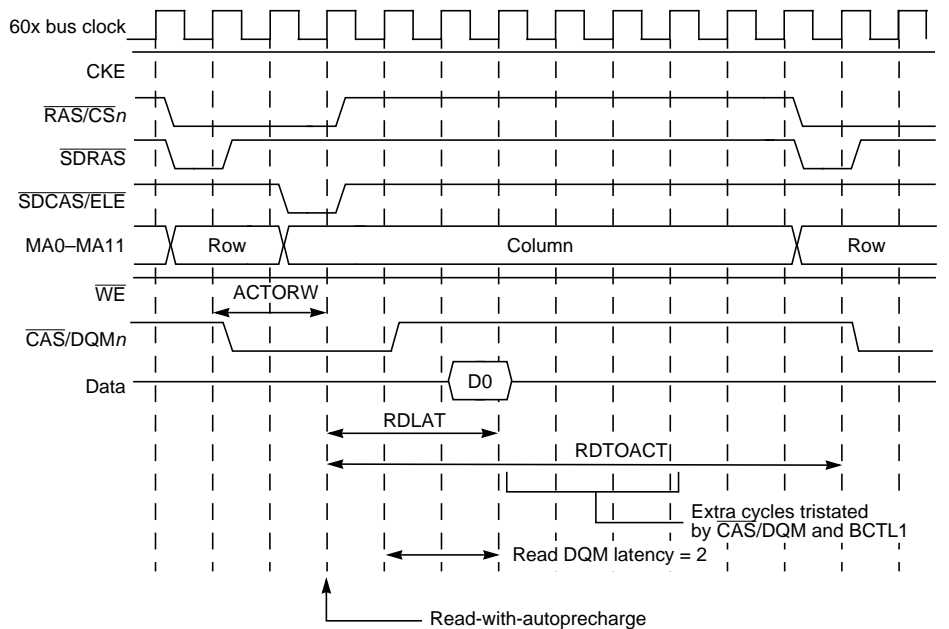 60x bus clock
CKE
RAS/CSn
SDRAS
SDCAS/ELE
MA0–MA11
Row
Column
Row
WE
ACTORW
CAS/DQMn
Data
D0
RDLAT
RDTOACT
Extra cycles tristated
by CAS/DQM and BCTL1
Read DQM latency = 2
Read-with-autoprecharge